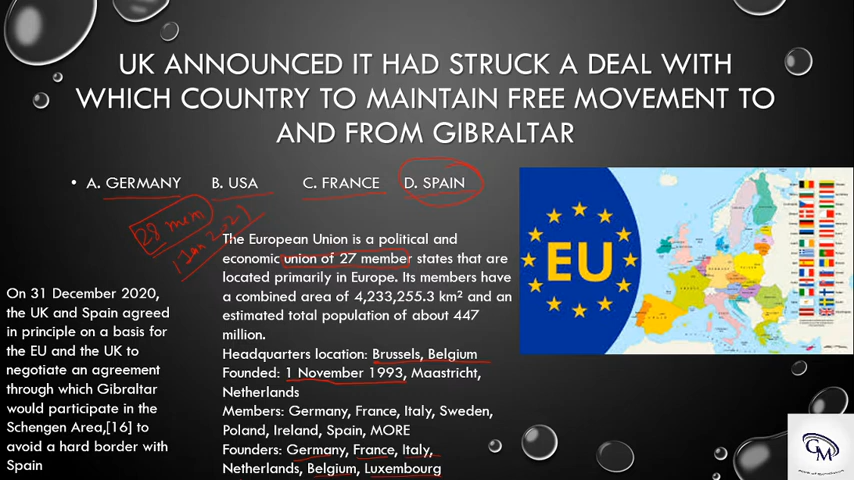 UK ANNOUNCED IT HAD STRUCK A DEAL WITH
WHICH COUNTRY TO MAINTAIN FREE MOVEMENT TO
AND FROM GIBRALTAR
• A. GERMANY B. USA C. FRANCE D. SPAIN
28 mem
1 Jan 2021
On 31 December 2020,
the UK and Spain agreed
in principle on a basis for
the EU and the UK to
negotiate an agreement
through which Gibraltar
would participate in the
Schengen Area,[16] to
avoid a hard border with
Spain
The European Union is a political and
economic union of 27 member states that are
located primarily in Europe. Its members have
a combined area of 4,233,255.3 km² and an
estimated total population of about 447
million.
Headquarters location: Brussels, Belgium
Founded: 1 November 1993, Maastricht,
Netherlands
Members: Germany, France, Italy, Sweden,
Poland, Ireland, Spain, MORE
Founders: Germany, France, Italy,
Netherlands, Belgium, Luxembourg
EU
GM